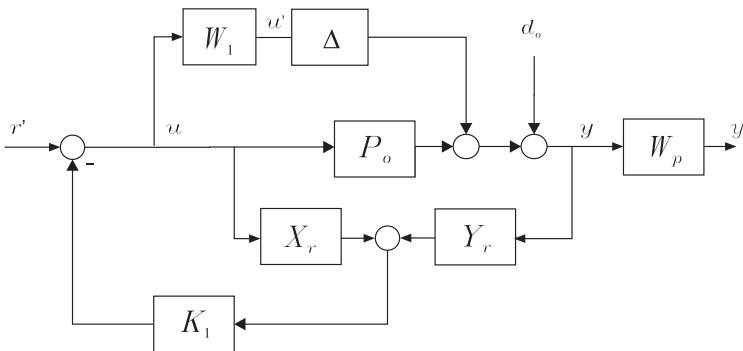 W₁
u'
Δ
dₒ
r'
u
Pₒ
y
Wₚ
y
-
Xᵣ
Yᵣ
K₁